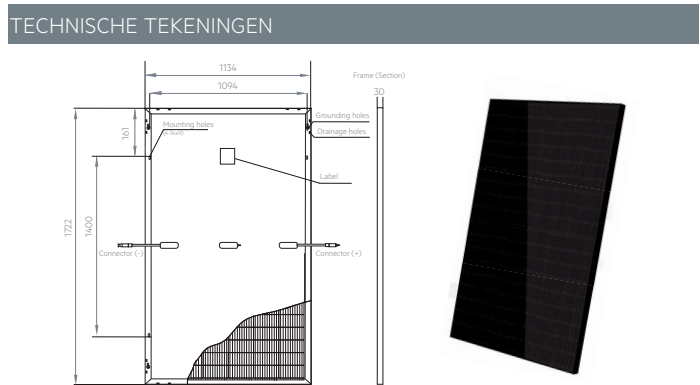 TECHNISCHE TEKENINGEN
1134
1094
Frame (Section)
30
Grounding holes
Drainage holes
Mounting holes
161
Label
1722
1400
Connector (-)
Connector (+)